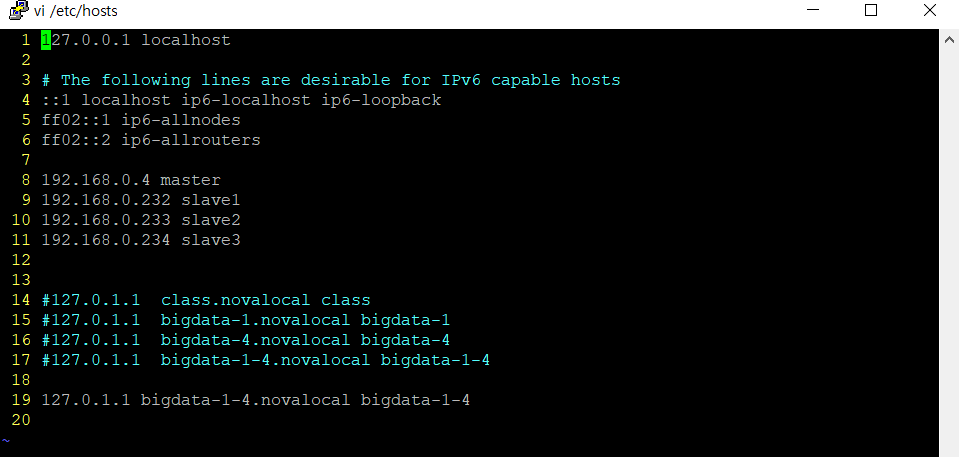 vi /etc/hosts
1 127.0.0.1 localhost
2
3 # The following lines are desirable for IPv6 capable hosts
4 ::1 localhost ip6-localhost ip6-loopback
5 ff02::1 ip6-allnodes
6 ff02::2 ip6-allrouters
7
8 192.168.0.4 master
9 192.168.0.232 slave1
10 192.168.0.233 slave2
11 192.168.0.234 slave3
12
13
14 #127.0.1.1  class.novalocal class
15 #127.0.1.1  bigdata-1.novalocal bigdata-1
16 #127.0.1.1  bigdata-4.novalocal bigdata-4
17 #127.0.1.1  bigdata-1-4.novalocal bigdata-1-4
18
19 127.0.1.1 bigdata-1-4.novalocal bigdata-1-4
20
~